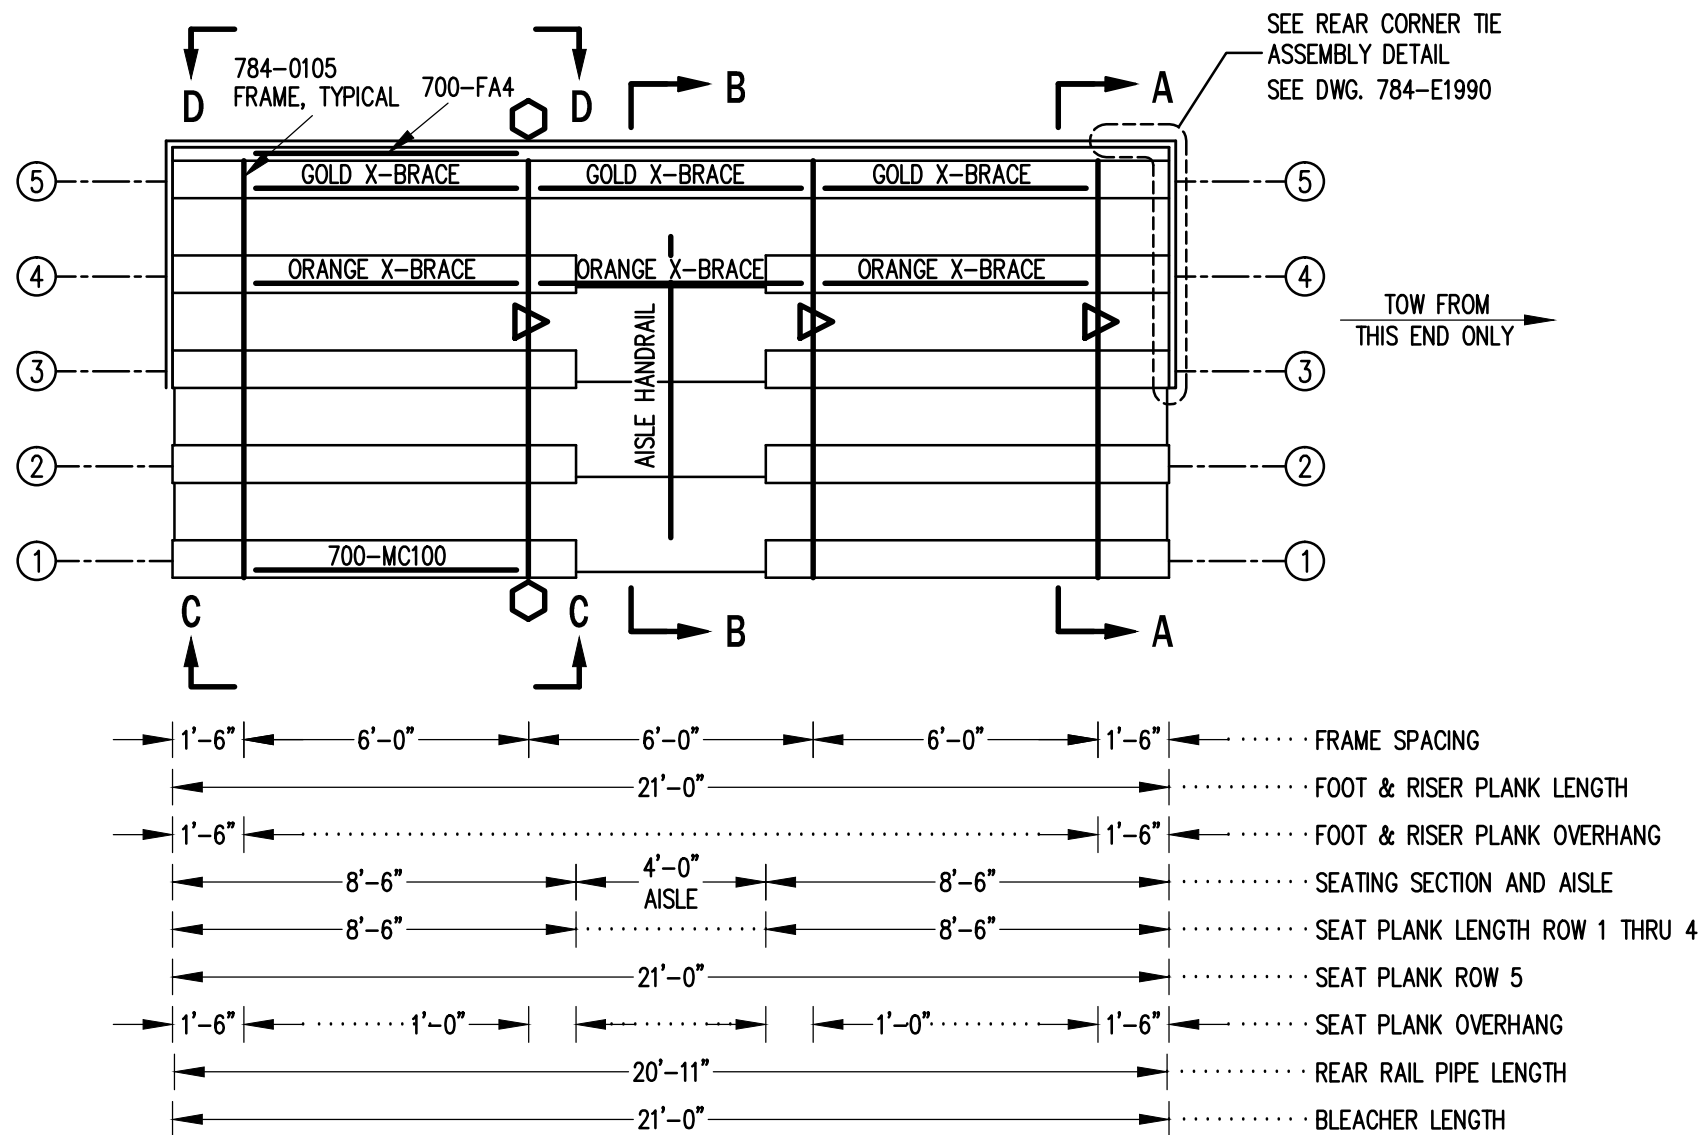 SEE REAR CORNER TIE
ASSEMBLY DETAIL
SEE DWG. 784-E1990
784-0105
FRAME, TYPICAL
700-FA4
D
D
B
A
5
GOLD X-BRACE
GOLD X-BRACE
GOLD X-BRACE
5
4
ORANGE X-BRACE
ORANGE X-BRACE
ORANGE X-BRACE
4
TOW FROM
THIS END ONLY
3
AISLE HANDRAIL
3
2
2
1
700-MC100
1
C
C
B
A
1'-6" 6'-0" 6'-0" 6'-0" 1'-6" FRAME SPACING
21'-0" FOOT & RISER PLANK LENGTH
1'-6" 1'-6" FOOT & RISER PLANK OVERHANG
8'-6" 4'-0" 8'-6" SEATING SECTION AND AISLE
AISLE
8'-6" 8'-6" SEAT PLANK LENGTH ROW 1 THRU 4
21'-0" SEAT PLANK ROW 5
1'-6" 1'-0" 1'-0" 1'-6" SEAT PLANK OVERHANG
20'-11" REAR RAIL PIPE LENGTH
21'-0" BLEACHER LENGTH